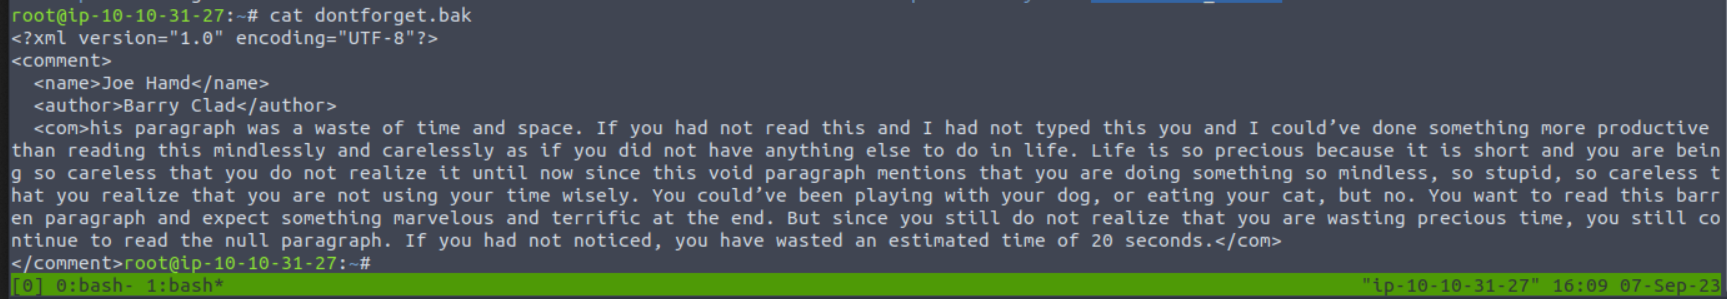 root@ip-10-10-31-27:~# cat dontforget.bak
<?xml version="1.0" encoding="UTF-8"?>
<comment>
  <name>Joe Hamd</name>
  <author>Barry Clad</author>
  <com>his paragraph was a waste of time and space. If you had not read this and I had not typed this you and I could’ve done something more productive
than reading this mindlessly and carelessly as if you did not have anything else to do in life. Life is so precious because it is short and you are bein
g so careless that you do not realize it until now since this void paragraph mentions that you are doing something so mindless, so stupid, so careless t
hat you realize that you are not using your time wisely. You could’ve been playing with your dog, or eating your cat, but no. You want to read this barr
en paragraph and expect something marvelous and terrific at the end. But since you still do not realize that you are wasting precious time, you still co
ntinue to read the null paragraph. If you had not noticed, you have wasted an estimated time of 20 seconds.</com>
</comment>root@ip-10-10-31-27:~#
[0] 0:bash- 1:bash* "ip-10-10-31-27" 16:09 07-Sep-23